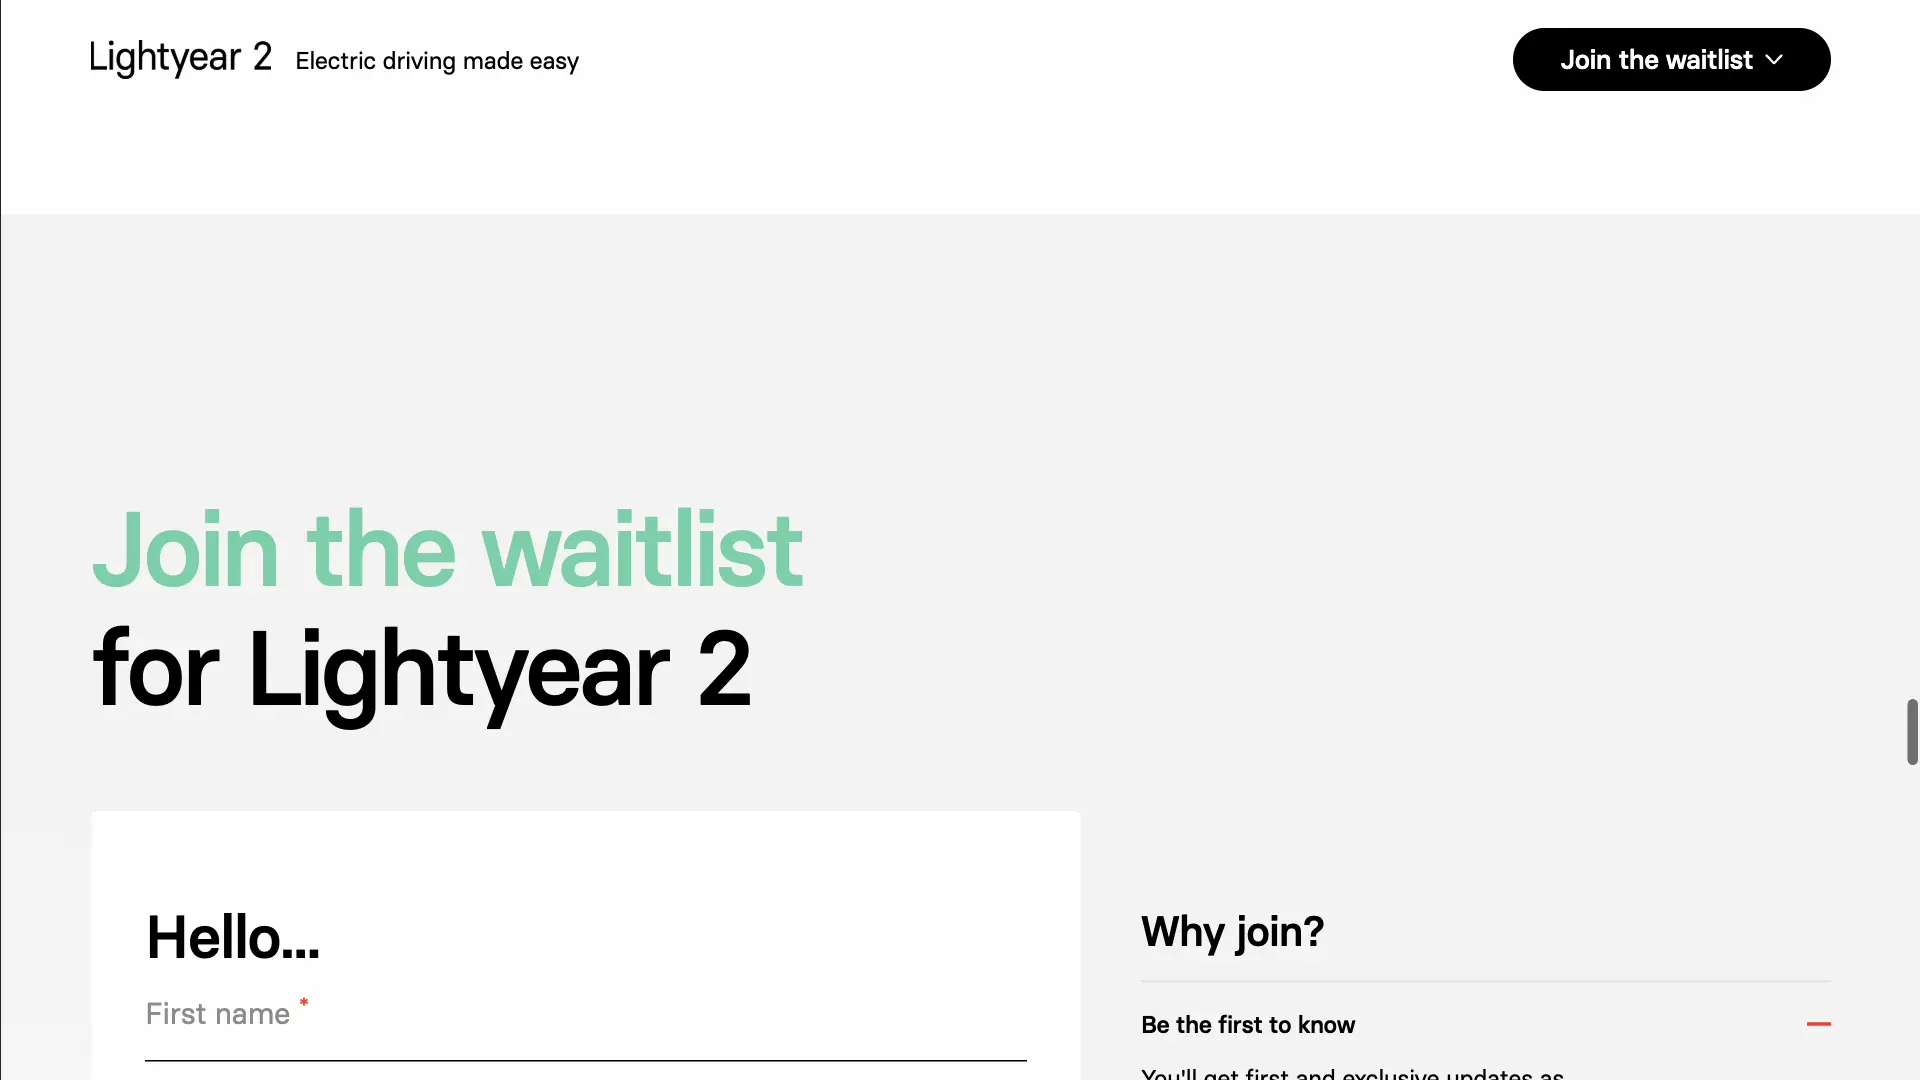 Lightyear 2 Electric driving made easy
Join the waitlist
Join the waitlist
for Lightyear 2
Hello...
First name *
Why join?
Be the first to know
You'll get first and exclusive updates as